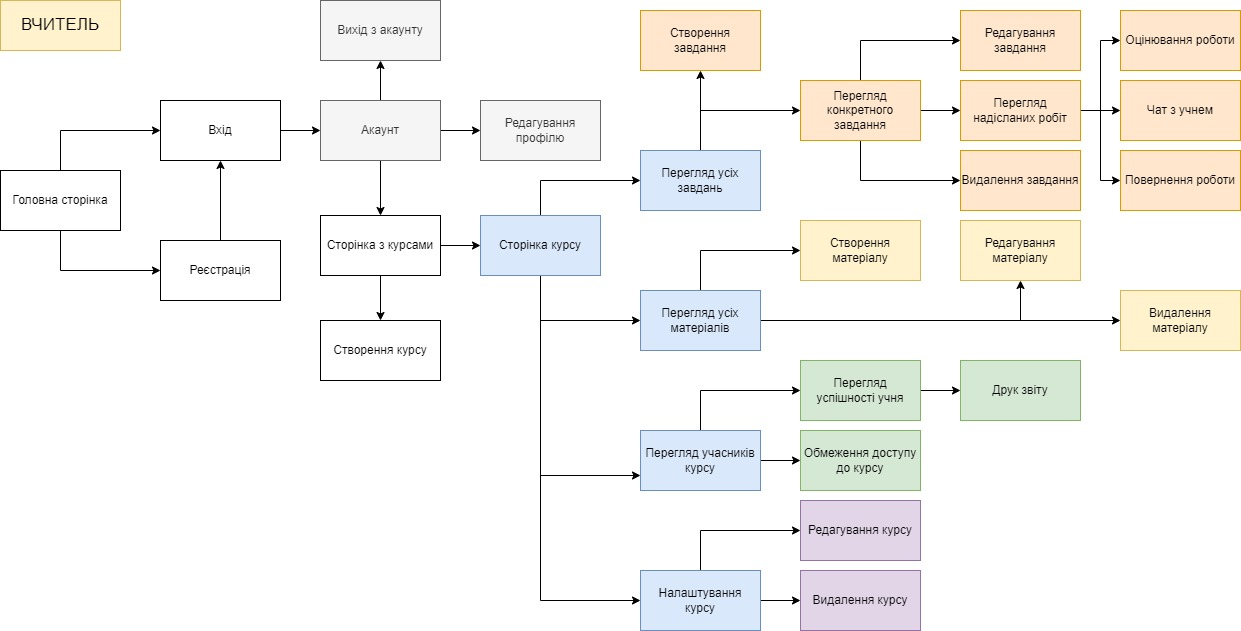 ВЧИТЕЛЬ
Головна сторінка
Вхід
Реєстрація
Вихід з акаунту
Акаунт
Редагування
профілю
Сторінка з курсами
Створення курсу
Сторінка курсу
Створення
завдання
Перегляд усіх
завдань
Перегляд
конкретного
завдання
Редагування
завдання
Перегляд
надісланих робіт
Видалення завдання
Оцінювання роботи
Чат з учнем
Повернення роботи
Перегляд усіх
матеріалів
Створення
матеріалу
Редагування
матеріалу
Видалення
матеріалу
Перегляд учасників
курсу
Перегляд
успішності учня
Друк звіту
Обмеження доступу
до курсу
Налаштування
курсу
Редагування курсу
Видалення курсу